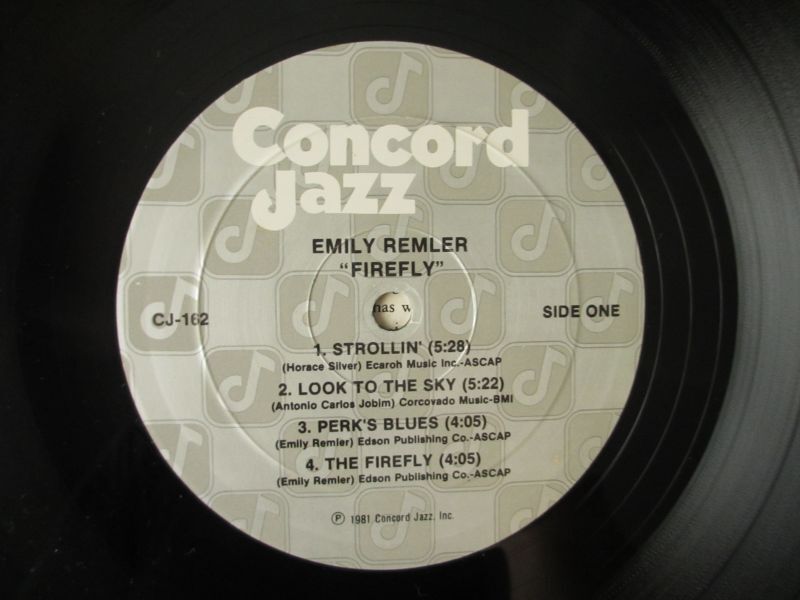 Concord
Jazz
EMILY REMLER
"FIREFLY"
has w
CJ-162
SIDE ONE
1. STROLLIN' (5:28)
(Horace Silver) Ecaroh Music Inc.-ASCAP
2. LOOK TO THE SKY (5:22)
(Antonio Carlos Jobim) Corcovado Music-BMI
3. PERK'S BLUES (4:05)
(Emily Remler) Edson Publishing Co.-ASCAP
4. THE FIREFLY (4:05)
(Emily Remler) Edson Publishing Co.-ASCAP
Ⓟ 1981 Concord Jazz, Inc.